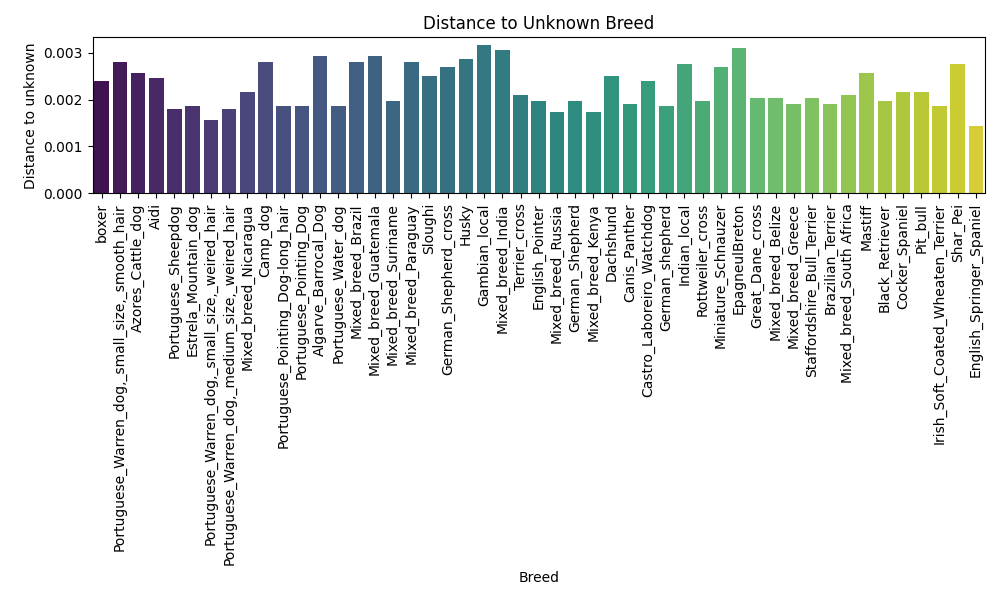 Distance to Unknown Breed
Distance to unknown
0.003
0.002
0.001
0.000
boxer
Portuguese_Warren_dog,_small_size,_smooth_hair
Azores_Cattle_dog
Aidi
Portuguese_Sheepdog
Estrela_Mountain_dog
Portuguese_Warren_dog,_small_size,_weired_hair
Portuguese_Warren_dog,_medium_size,_weired_hair
Mixed_breed_Nicaragua
Camp_dog
Portuguese_Pointing_Dog-long_hair
Portuguese_Pointing_Dog
Algarve_Barrocal_Dog
Portuguese_Water_dog
Mixed_breed_Brazil
Mixed_breed_Guatemala
Mixed_breed_Suriname
Mixed_breed_Paraguay
Sloughi
German_Shepherd_cross
Husky
Gambian_local
Mixed_breed_India
Terrier_cross
English_Pointer
Mixed_breed_Russia
German_Shepherd
Mixed_breed_Kenya
Dachshund
Canis_Panther
Castro_Laboreiro_Watchdog
German_shepherd
Indian_local
Rottweiler_cross
Miniature_Schnauzer
EpagneulBreton
Great_Dane_cross
Mixed_breed_Belize
Mixed_breed_Greece
Staffordshire_Bull_Terrier
Brazilian_Terrier
Mixed_breed_South Africa
Mastiff
Black_Retriever
Cocker_Spaniel
Pit_bull
Irish_Soft_Coated_Wheaten_Terrier
Shar_Pei
English_Springer_Spaniel
Breed